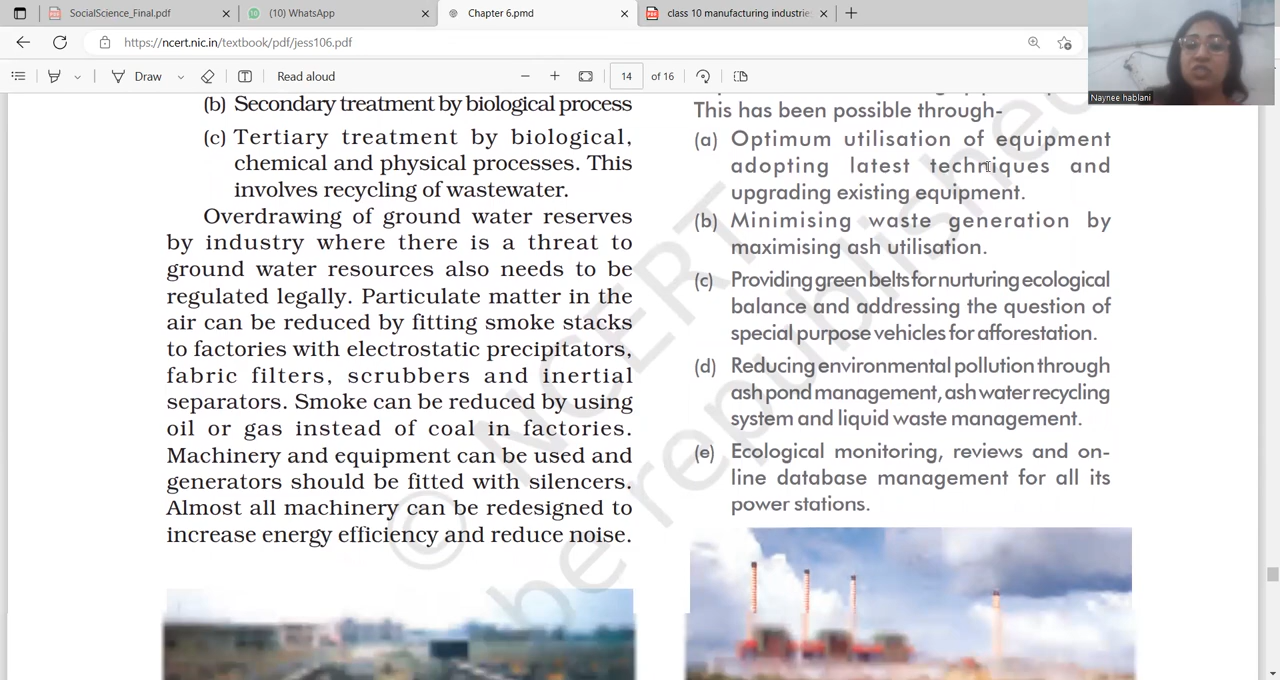 SocialScience_Final.pdf
(10) WhatsApp
Chapter 6.pmd
class 10 manufacturing industrie
https://ncert.nic.in/textbook/pdf/jess106.pdf
Draw
Read aloud
14 of 16
Naynee hablani
(b) Secondary treatment by biological process
(c) Tertiary treatment by biological,
chemical and physical processes. This
involves recycling of wastewater.
Overdrawing of ground water reserves
by industry where there is a threat to
ground water resources also needs to be
regulated legally. Particulate matter in the
air can be reduced by fitting smoke stacks
to factories with electrostatic precipitators,
fabric filters, scrubbers and inertial
separators. Smoke can be reduced by using
oil or gas instead of coal in factories.
Machinery and equipment can be used and
generators should be fitted with silencers.
Almost all machinery can be redesigned to
increase energy efficiency and reduce noise.
This has been possible through-
(a) Optimum utilisation of equipment
adopting latest techniques and
upgrading existing equipment.
(b) Minimising waste generation by
maximising ash utilisation.
(c) Providing green belts for nurturing ecological
balance and addressing the question of
special purpose vehicles for afforestation.
(d) Reducing environmental pollution through
ash pond management, ash water recycling
system and liquid waste management.
(e) Ecological monitoring, reviews and on-
line database management for all its
power stations.
© NCERT
be republished